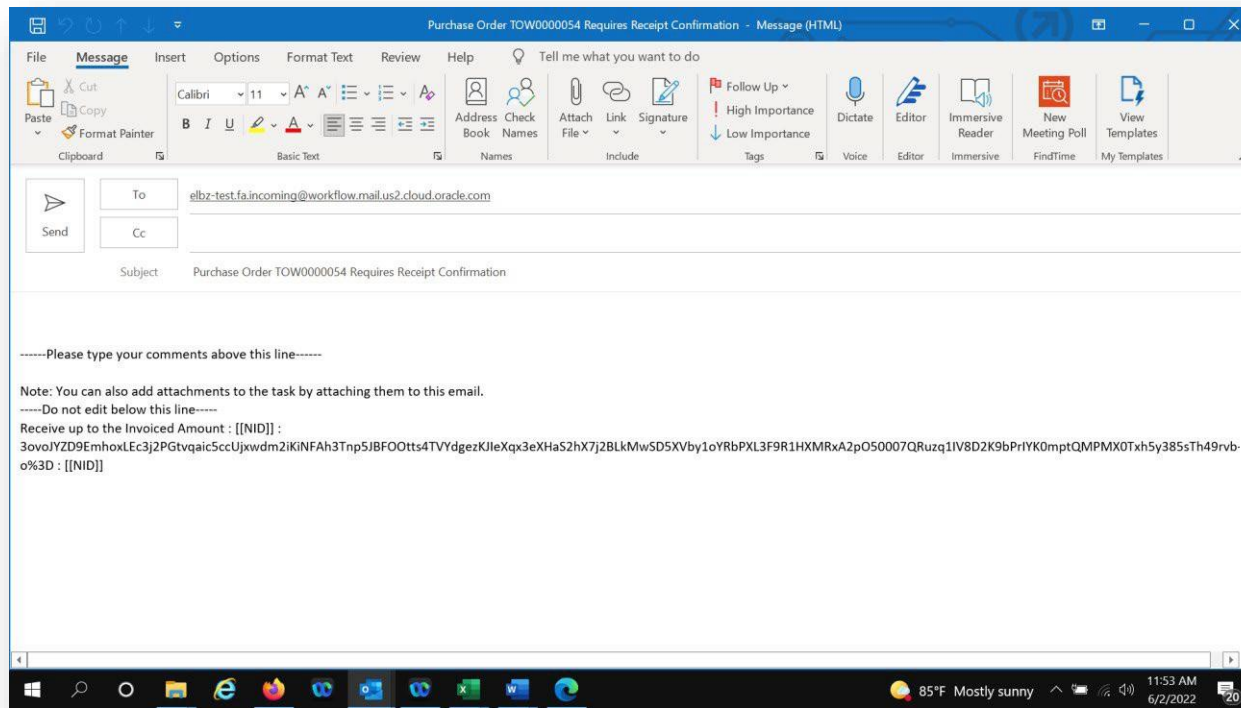 Purchase Order TOW0000054 Requires Receipt Confirmation - Message (HTML)
File Message Insert Options Format Text Review Help Tell me what you want to do
Paste
Cut
Copy
Format Painter
Clipboard
Calibri 11
B I U
Basic Text
Address Book
Check Names
Names
Attach File
Link
Signature
Include
Follow Up
High Importance
Low Importance
Tags
Dictate
Voice
Editor
Editor
Immersive Reader
Immersive
New Meeting Poll
FindTime
View Templates
My Templates
Send
To elbz-test.fa.incoming@workflow.mail.us2.cloud.oracle.com
Cc
Subject Purchase Order TOW0000054 Requires Receipt Confirmation
------Please type your comments above this line------
Note: You can also add attachments to the task by attaching them to this email.
-----Do not edit below this line-----
Receive up to the Invoiced Amount : [[NID]] :
o%3D : [[NID]]
85°F Mostly sunny
11:53 AM
6/2/2022
20